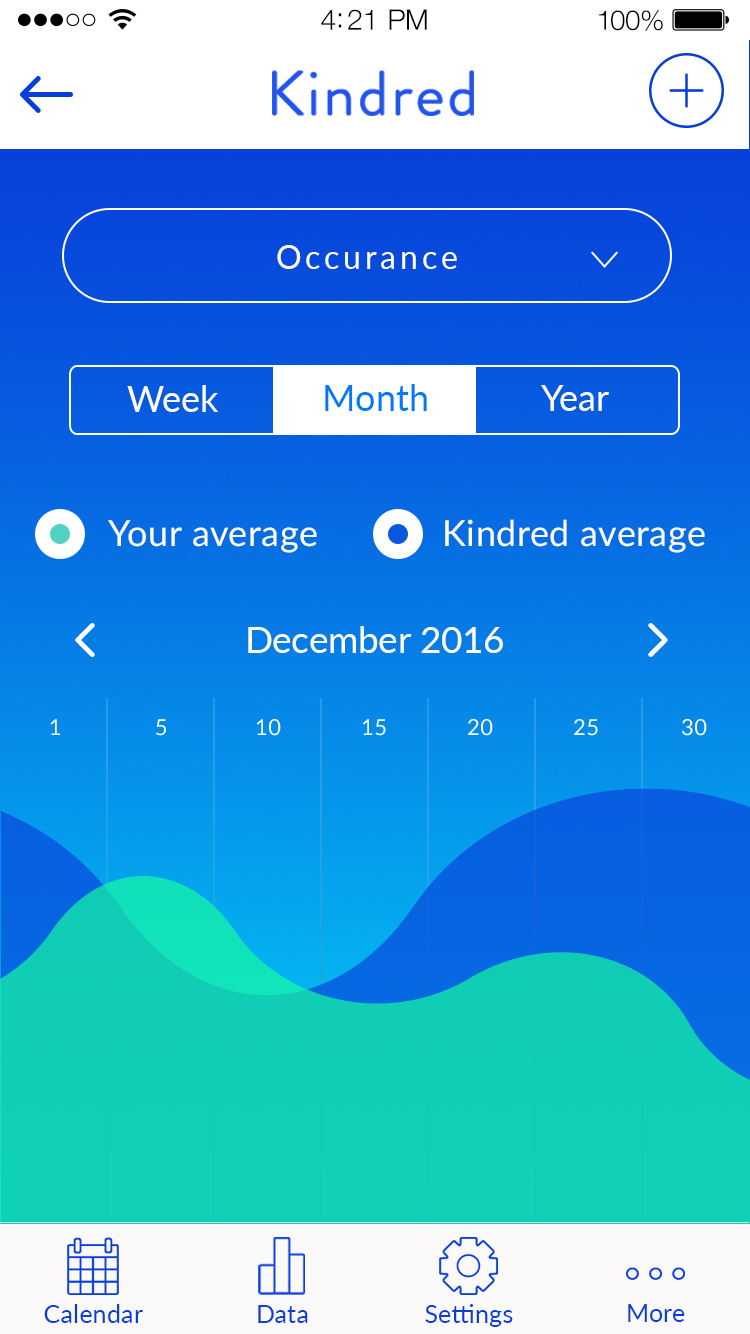 4:21 PM 100%
Kindred
Occurance
Week Month Year
Your average Kindred average
December 2016
1 5 10 15 20 25 30
Calendar Data Settings More